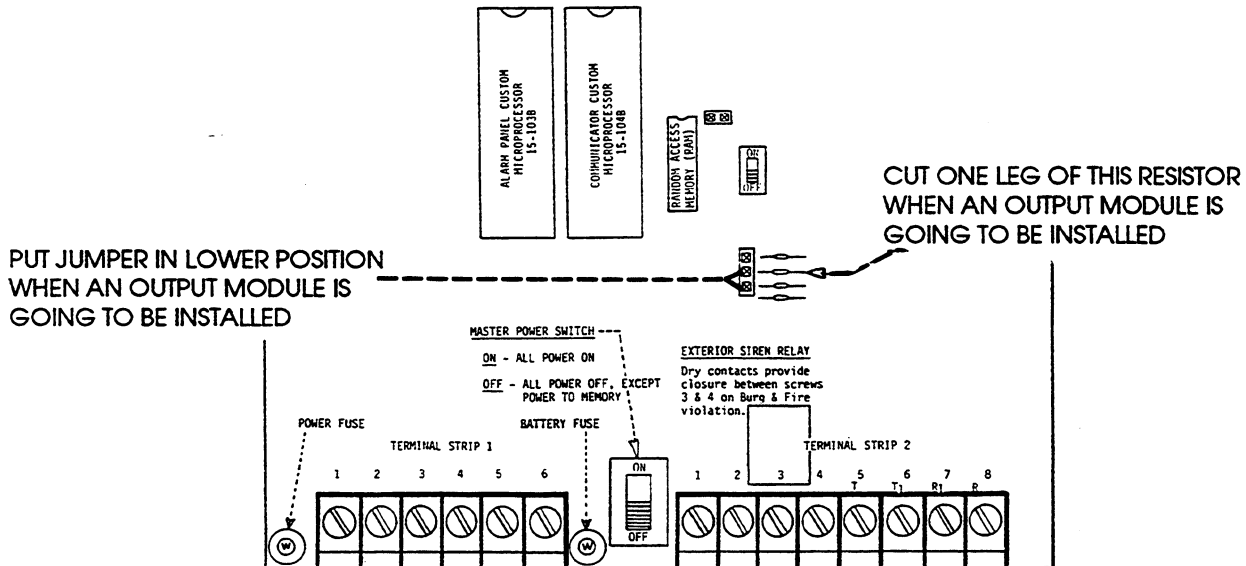 ALARM PANEL CUSTOM
MICROPROCESSOR
15-103B
COMMUNICATOR CUSTOM
MICROPROCESSOR
15-104B
RANDOM ACCESS
MEMORY (RAM)
ON
OFF
CUT ONE LEG OF THIS RESISTOR
WHEN AN OUTPUT MODULE IS
GOING TO BE INSTALLED
PUT JUMPER IN LOWER POSITION
WHEN AN OUTPUT MODULE IS
GOING TO BE INSTALLED
MASTER POWER SWITCH
ON - ALL POWER ON
OFF - ALL POWER OFF, EXCEPT
POWER TO MEMORY
EXTERIOR SIREN RELAY
Dry contacts provide
closure between screws
3 & 4 on Burg & Fire
violation.
POWER FUSE
BATTERY FUSE
TERMINAL STRIP 1
TERMINAL STRIP 2
1 2 3 4 5 6
ON
OFF
1 2 3 4 5 6 7 8
T T1 R1 R
W
W